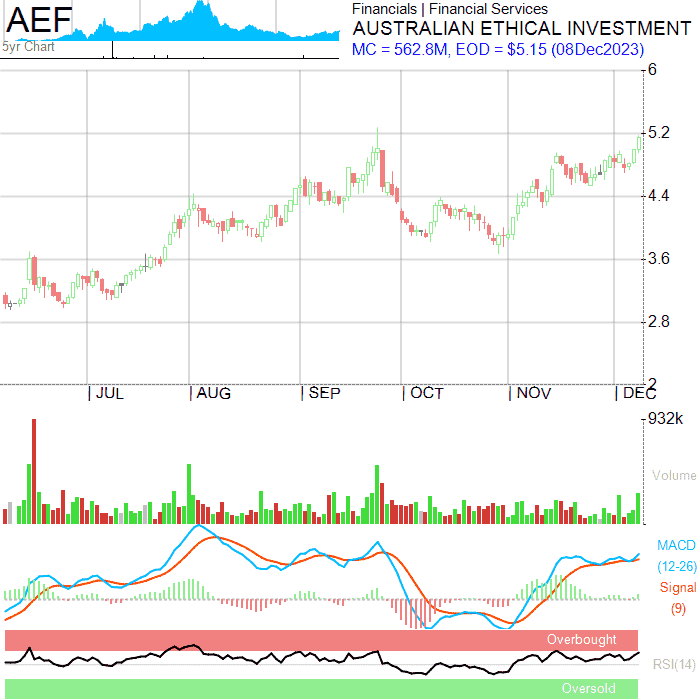 AEF
5yr Chart
Financials | Financial Services
AUSTRALIAN ETHICAL INVESTMENT
MC = 562.8M, EOD = $5.15 (08Dec2023)
6
5.2
4.4
3.6
2.8
2
| JUL | AUG | SEP | OCT | NOV | DEC
932k
Volume
MACD
(12-26)
Signal
(9)
Overbought
RSI(14)
Oversold